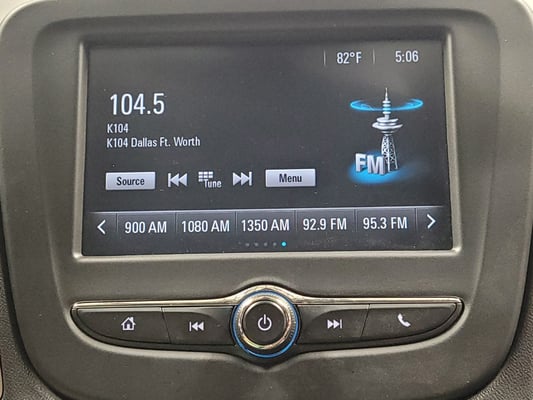 82°F 5:06
104.5
K104
K104 Dallas Ft. Worth
FM
Source Tune Menu
900 AM 1080 AM 1350 AM 92.9 FM 95.3 FM